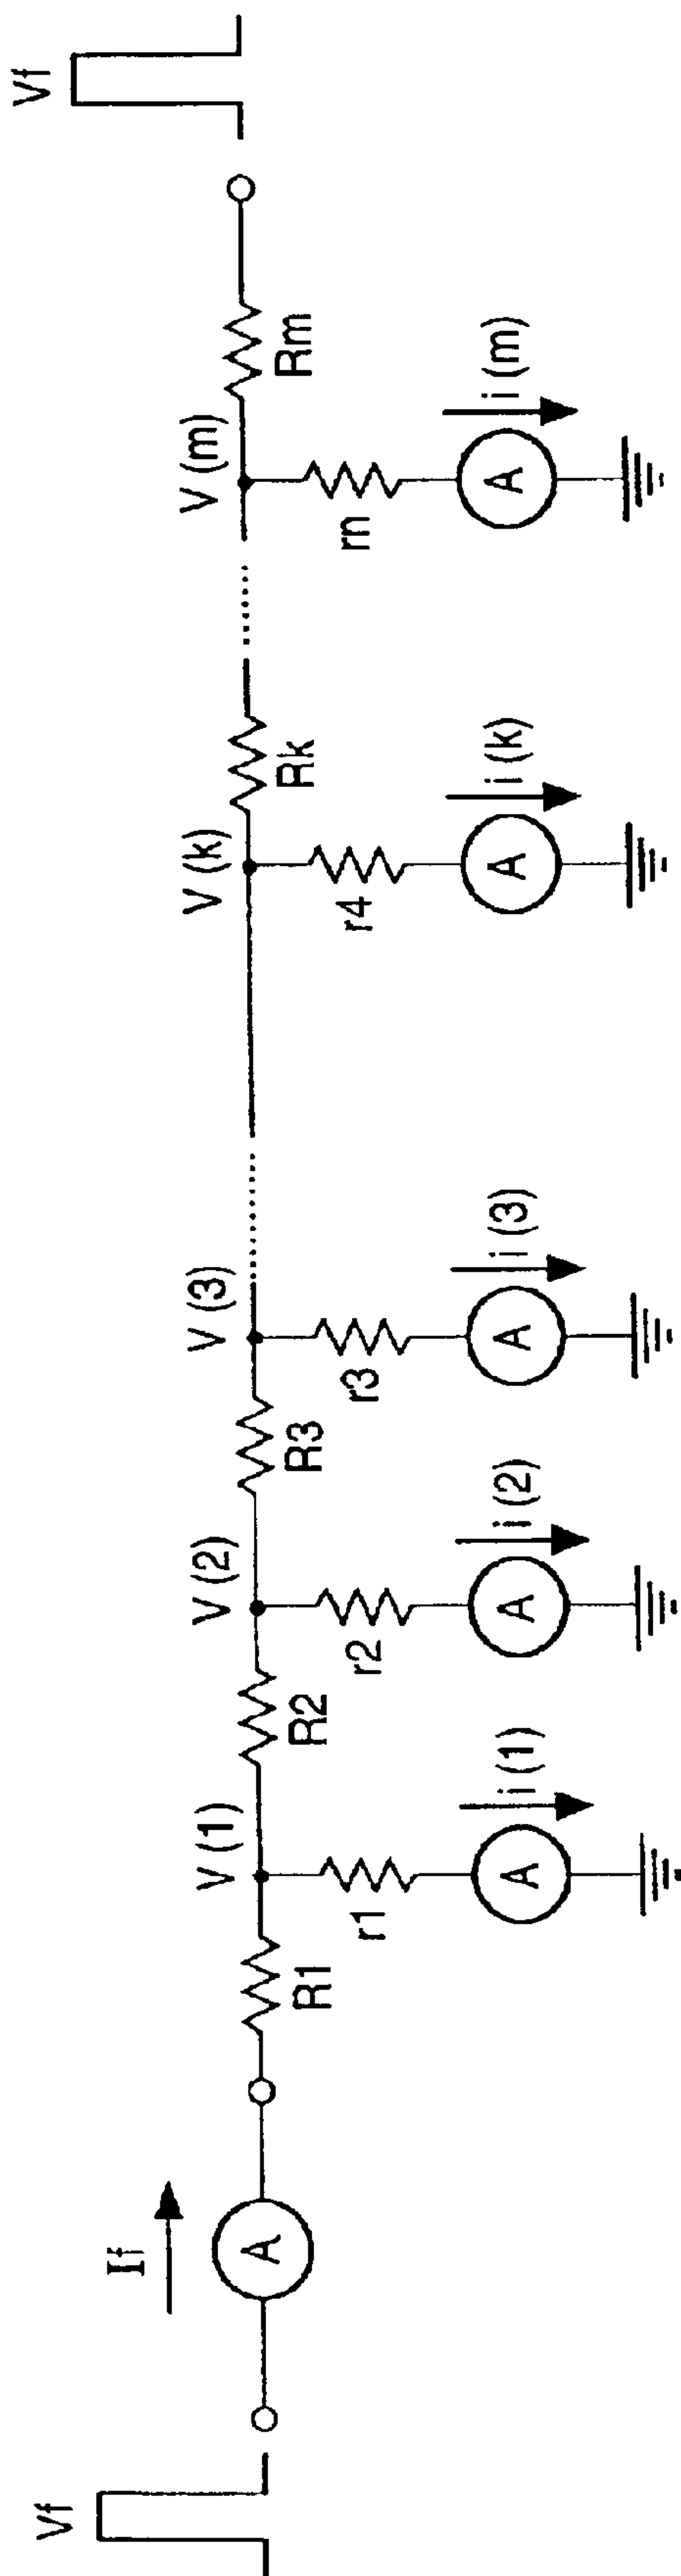 Vf
If
A
R1
V (1)
r1
A
i (1)
R2
V (2)
r2
A
i (2)
R3
V (3)
r3
A
i (3)
V (k)
r4
A
i (k)
Rk
V (m)
rn
A
i (m)
Rm
Vf